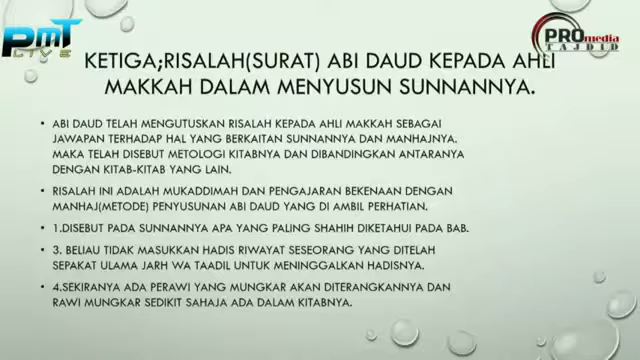 PMT
LIVE
PROmedia
TAJDID
KETIGA;RISALAH(SURAT) ABI DAUD KEPADA AHLI
MAKKAH DALAM MENYUSUN SUNNANNYA.
• ABI DAUD TELAH MENGUTUSKAN RISALAH KEPADA AHLI MAKKAH SEBAGAI
JAWAPAN TERHADAP HAL YANG BERKAITAN SUNNANNYA DAN MANHAJNYA.
MAKA TELAH DISEBUT METOLOGI KITABNYA DAN DIBANDINGKAN ANTARANYA
DENGAN KITAB-KITAB YANG LAIN.
• RISALAH INI ADALAH MUKADDIMAH DAN PENGAJARAN BEKENAAN DENGAN
MANHAJ(METODE) PENYUSUNAN ABI DAUD YANG DI AMBIL PERHATIAN.
• 1.DISEBUT PADA SUNNANNYA APA YANG PALING SHAHIH DIKETAHUI PADA BAB.
• 3. BELIAU TIDAK MASUKKAN HADIS RIWAYAT SESEORANG YANG DITELAH
SEPAKAT ULAMA JARH WA TAADIL UNTUK MENINGGALKAN HADISNYA.
• 4.SEKIRANYA ADA PERAWI YANG MUNGKAR AKAN DITERANGKANNYA DAN
RAWI MUNGKAR SEDIKIT SAHAJA ADA DALAM KITABNYA.